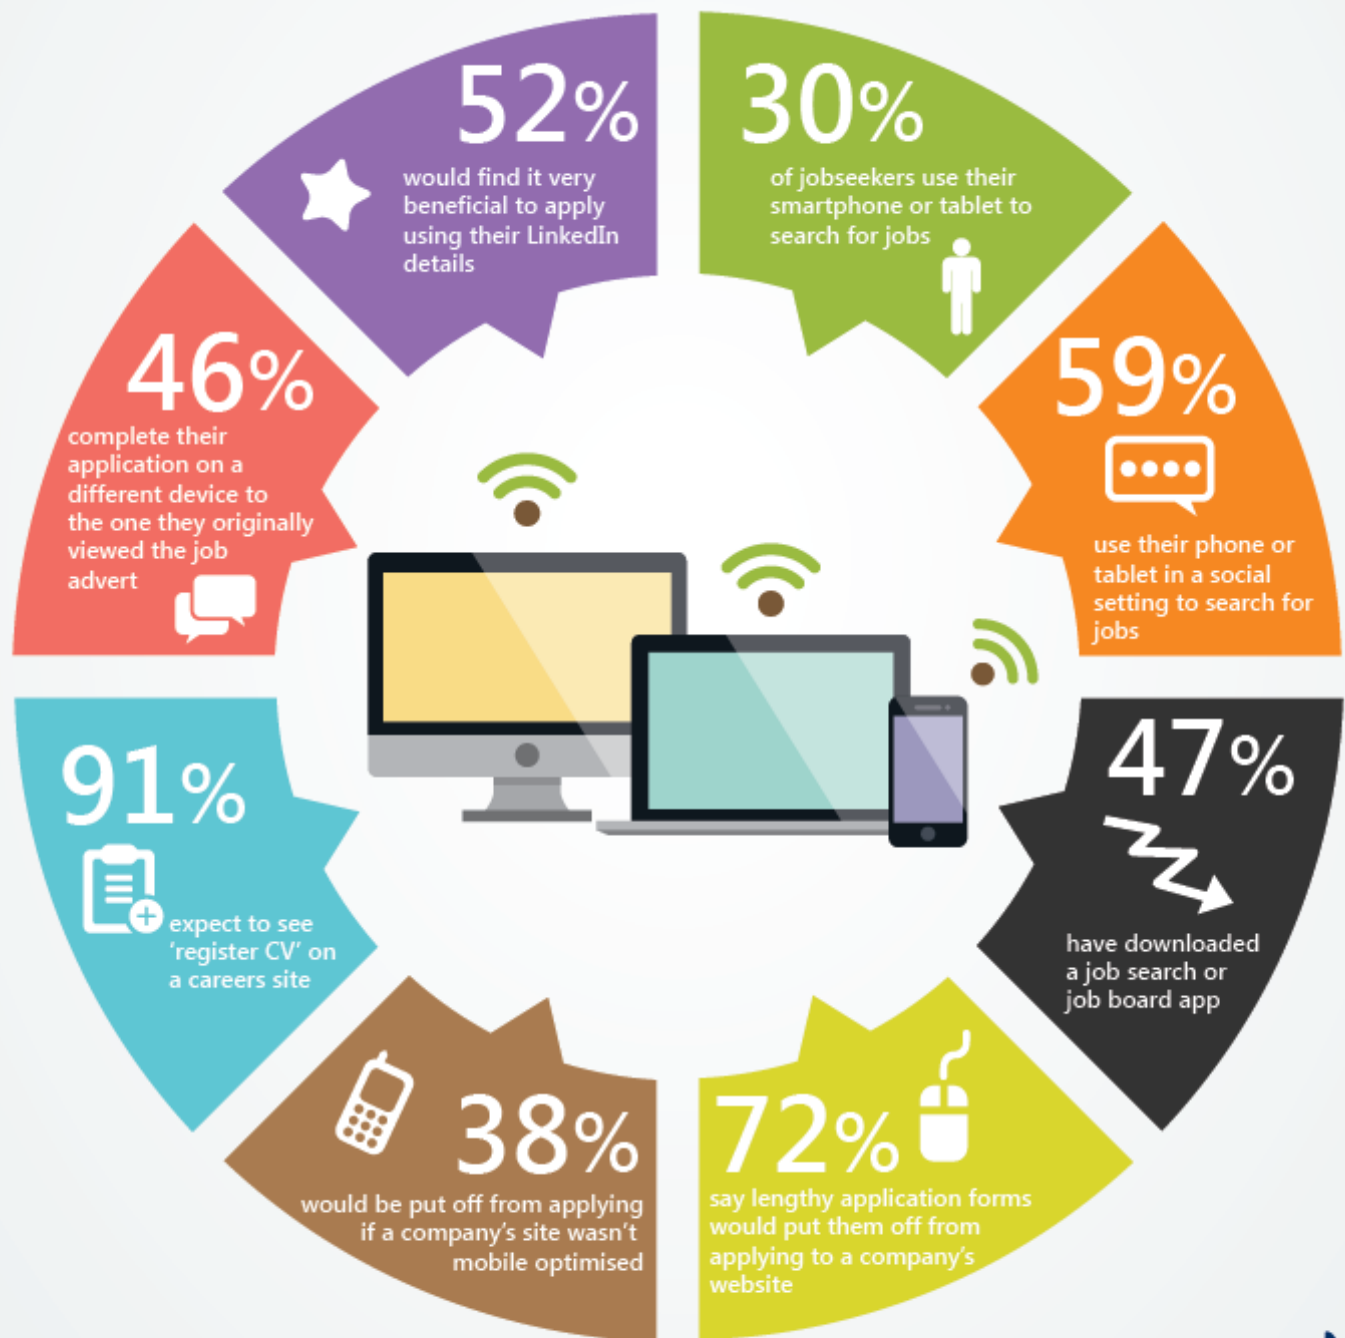 52%
would find it very
beneficial to apply
using their LinkedIn
details
30%
of jobseekers use their
smartphone or tablet to
search for jobs
59%
use their phone or
tablet in a social
setting to search for
jobs
47%
have downloaded
a job search or
job board app
72%
say lengthy application forms
would put them off from
applying to a company's
website
38%
would be put off from applying
if a company's site wasn't
mobile optimised
91%
expect to see
‘register CV’ on
a careers site
46%
complete their
application on a
different device to
the one they originally
viewed the job
advert